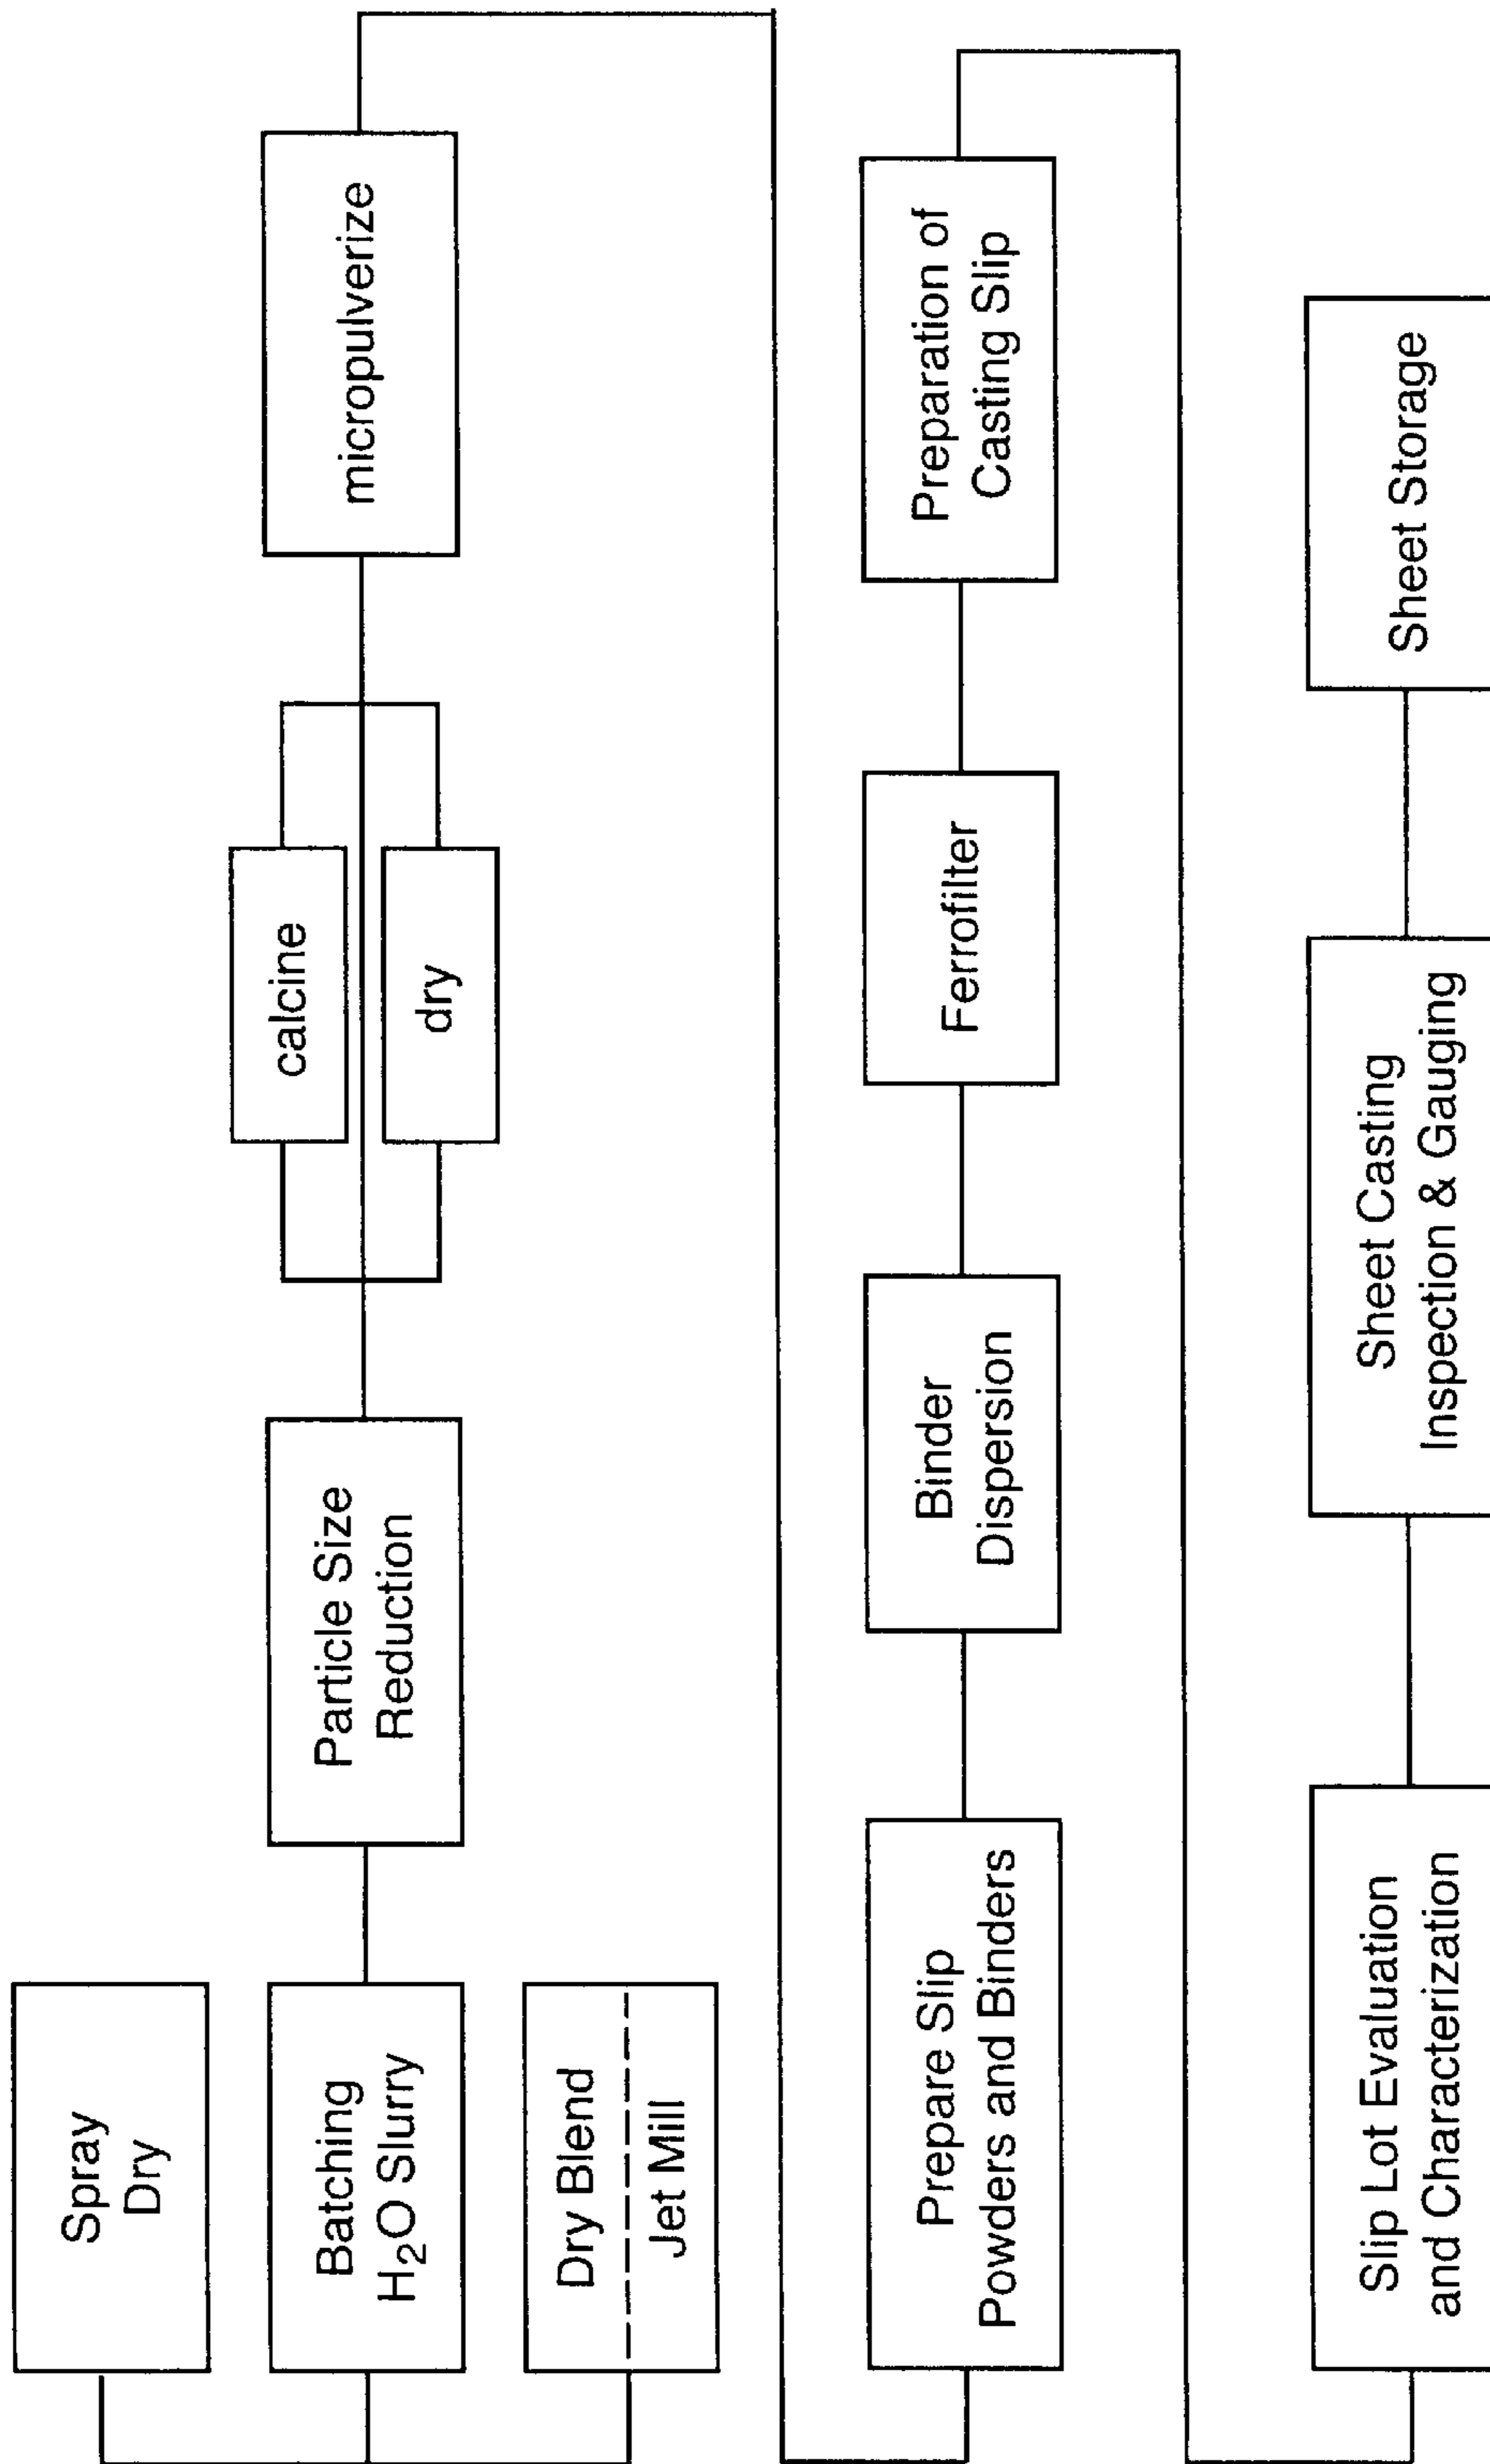 Spray
Dry
Batching
H₂O Slurry
Dry Blend
Jet Mill
Particle Size
Reduction
calcine
dry
micropulverize
Prepare Slip
Powders and Binders
Binder
Dispersion
Ferrofilter
Preparation of
Casting Slip
Slip Lot Evaluation
and Characterization
Sheet Casting
Inspection & Gauging
Sheet Storage